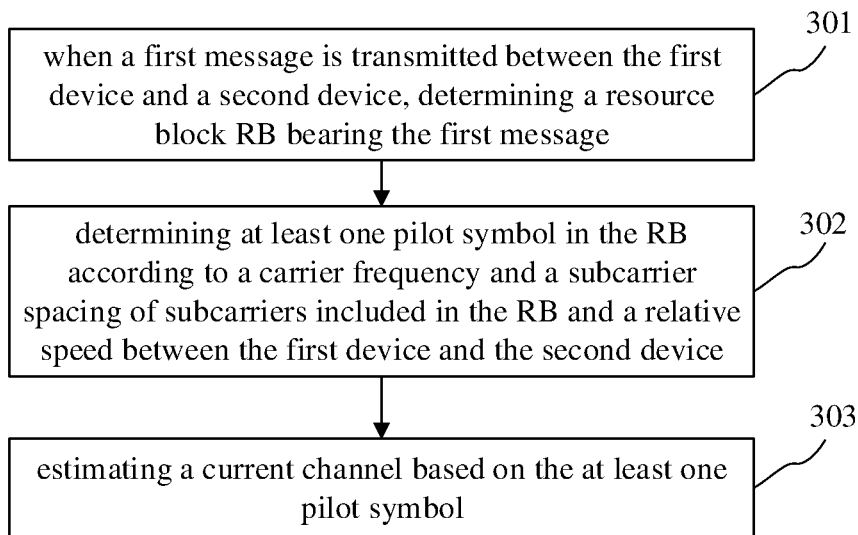 301
when a first message is transmitted between the first
device and a second device, determining a resource
block RB bearing the first message
302
determining at least one pilot symbol in the RB
according to a carrier frequency and a subcarrier
spacing of subcarriers included in the RB and a relative
speed between the first device and the second device
303
estimating a current channel based on the at least one
pilot symbol